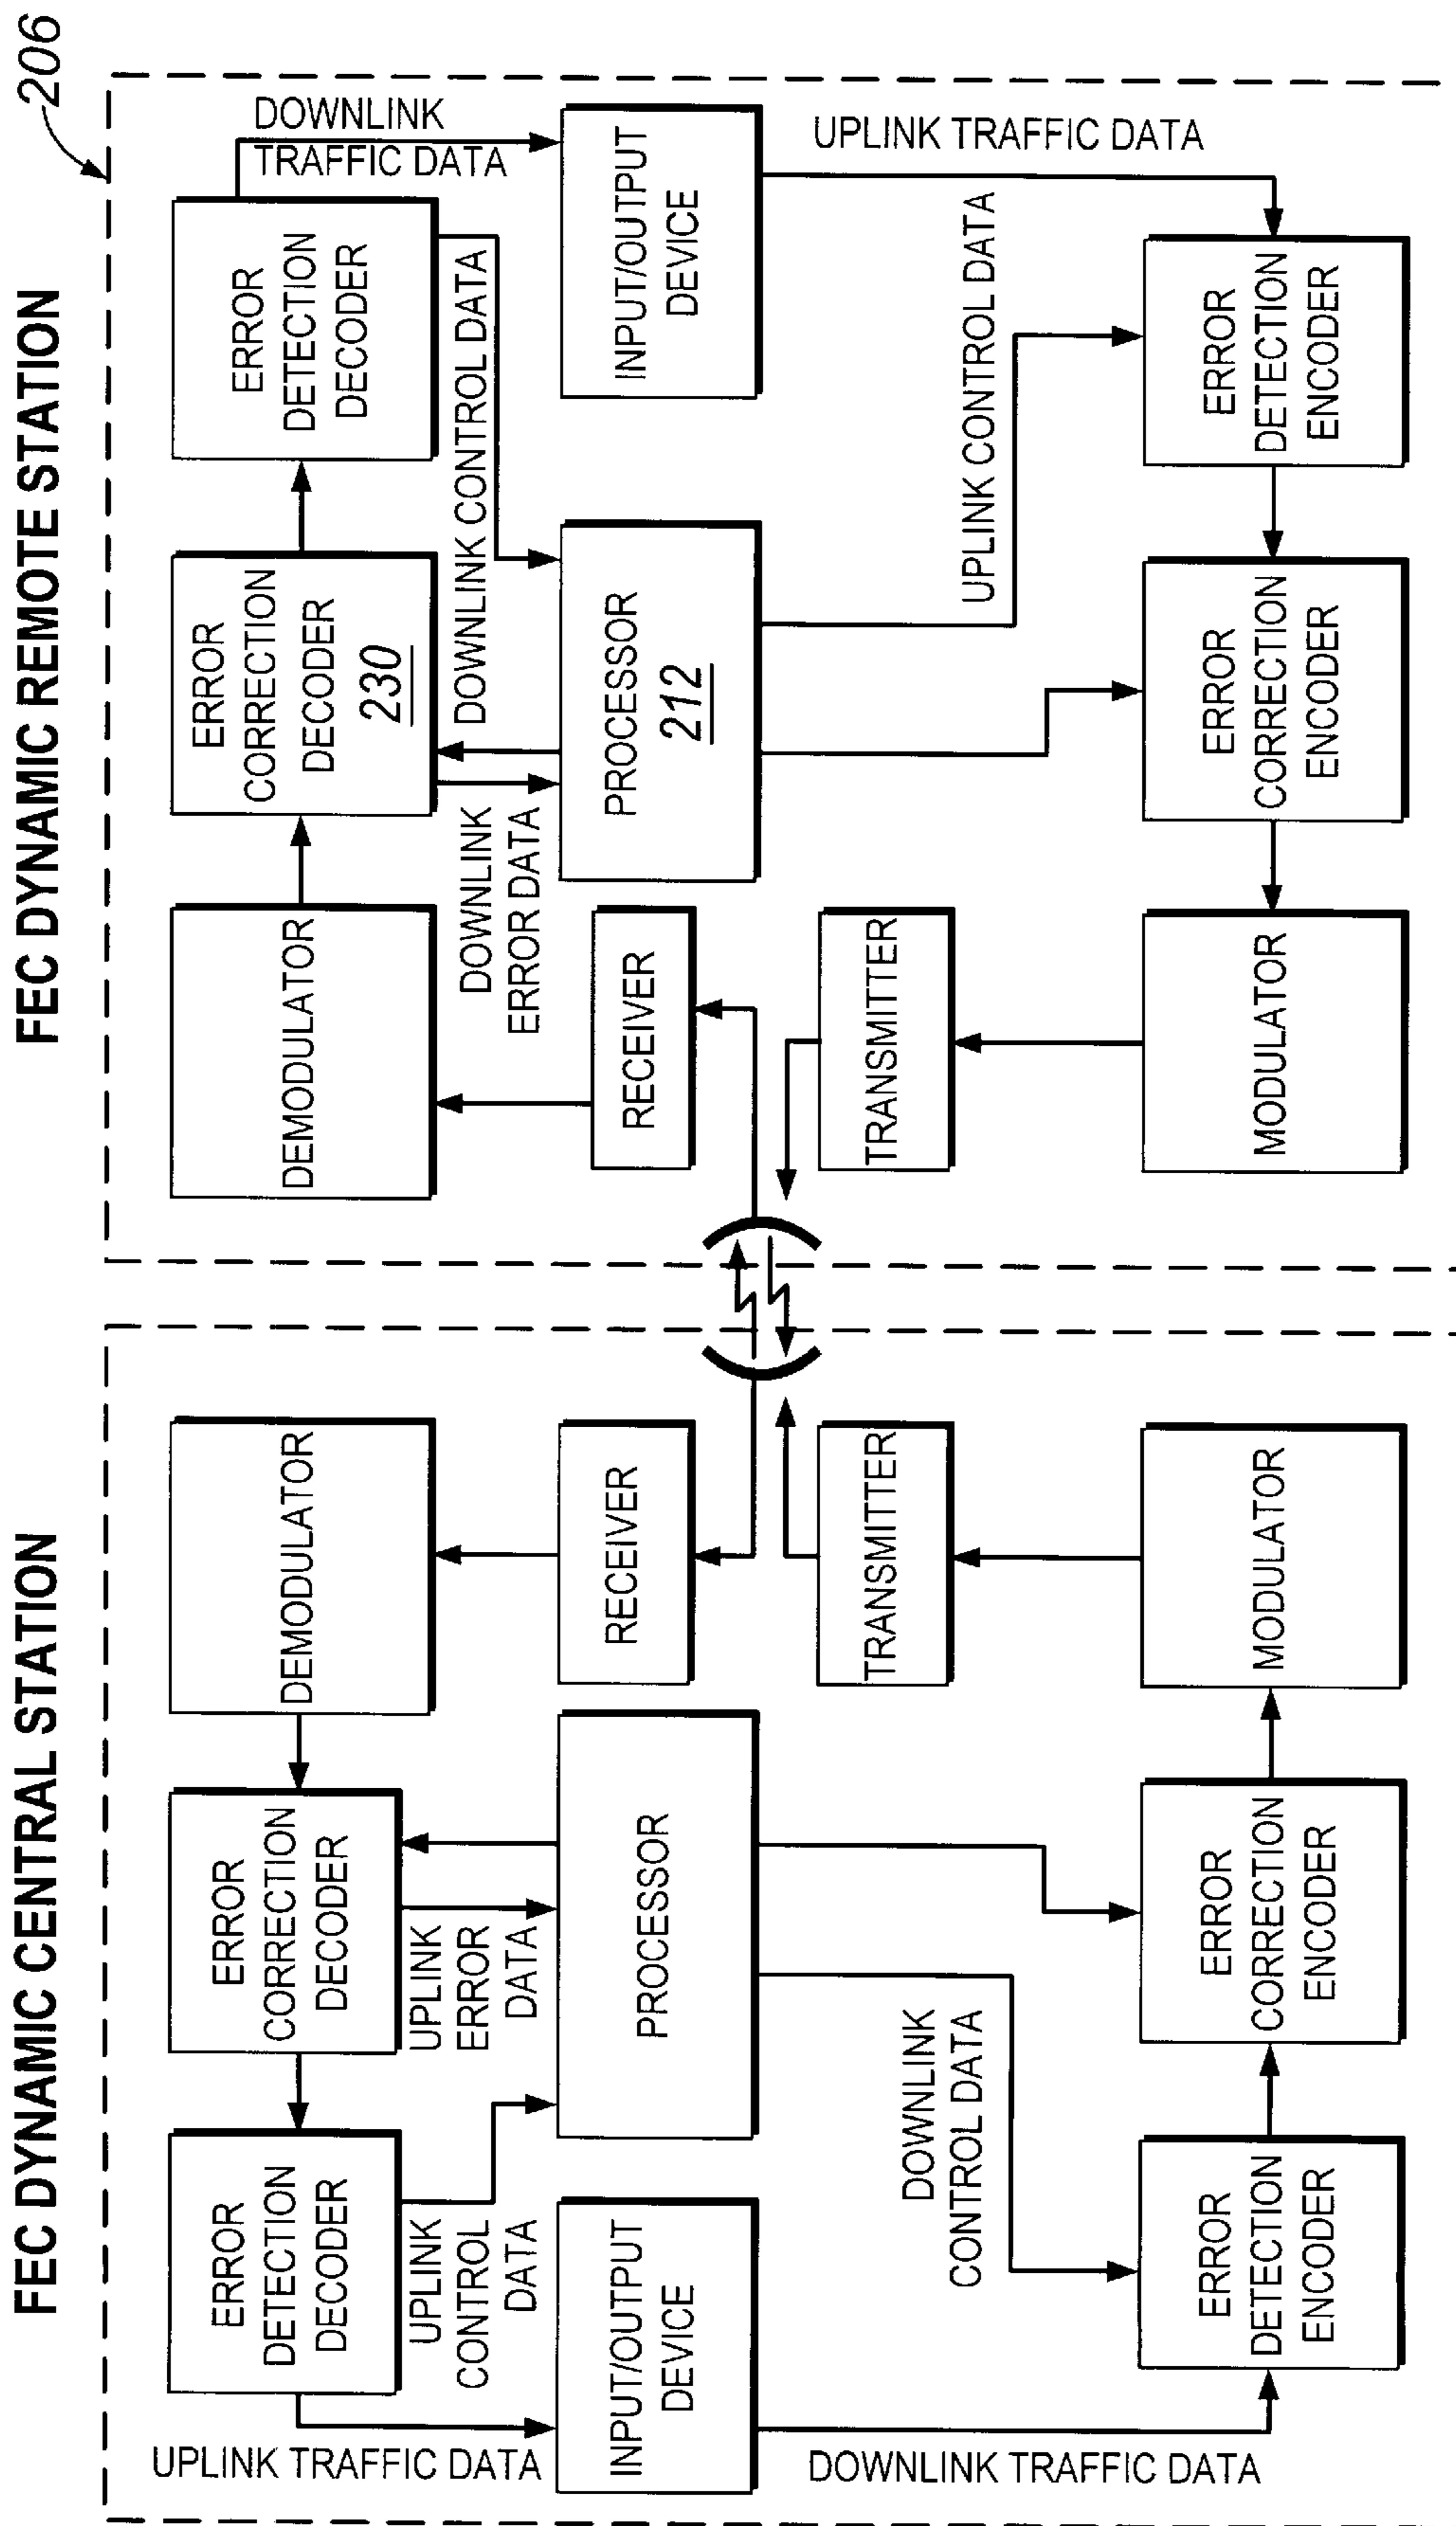 FEC DYNAMIC CENTRAL STATION
UPLINK TRAFFIC DATA
ERROR
DETECTION
DECODER
ERROR
CORRECTION
DECODER
DEMODULATOR
UPLINK
CONTROL
DATA
UPLINK
ERROR
DATA
INPUT/OUTPUT
DEVICE
PROCESSOR
RECEIVER
TRANSMITTER
DOWNLINK
CONTROL DATA
DOWNLINK TRAFFIC DATA
ERROR
DETECTION
ENCODER
ERROR
CORRECTION
ENCODER
MODULATOR
FEC DYNAMIC REMOTE STATION
206
DEMODULATOR
ERROR
CORRECTION
DECODER
230
ERROR
DETECTION
DECODER
DOWNLINK
TRAFFIC DATA
DOWNLINK
ERROR DATA
DOWNLINK CONTROL DATA
RECEIVER
PROCESSOR
212
INPUT/OUTPUT
DEVICE
TRANSMITTER
UPLINK CONTROL DATA
UPLINK TRAFFIC DATA
MODULATOR
ERROR
CORRECTION
ENCODER
ERROR
DETECTION
ENCODER